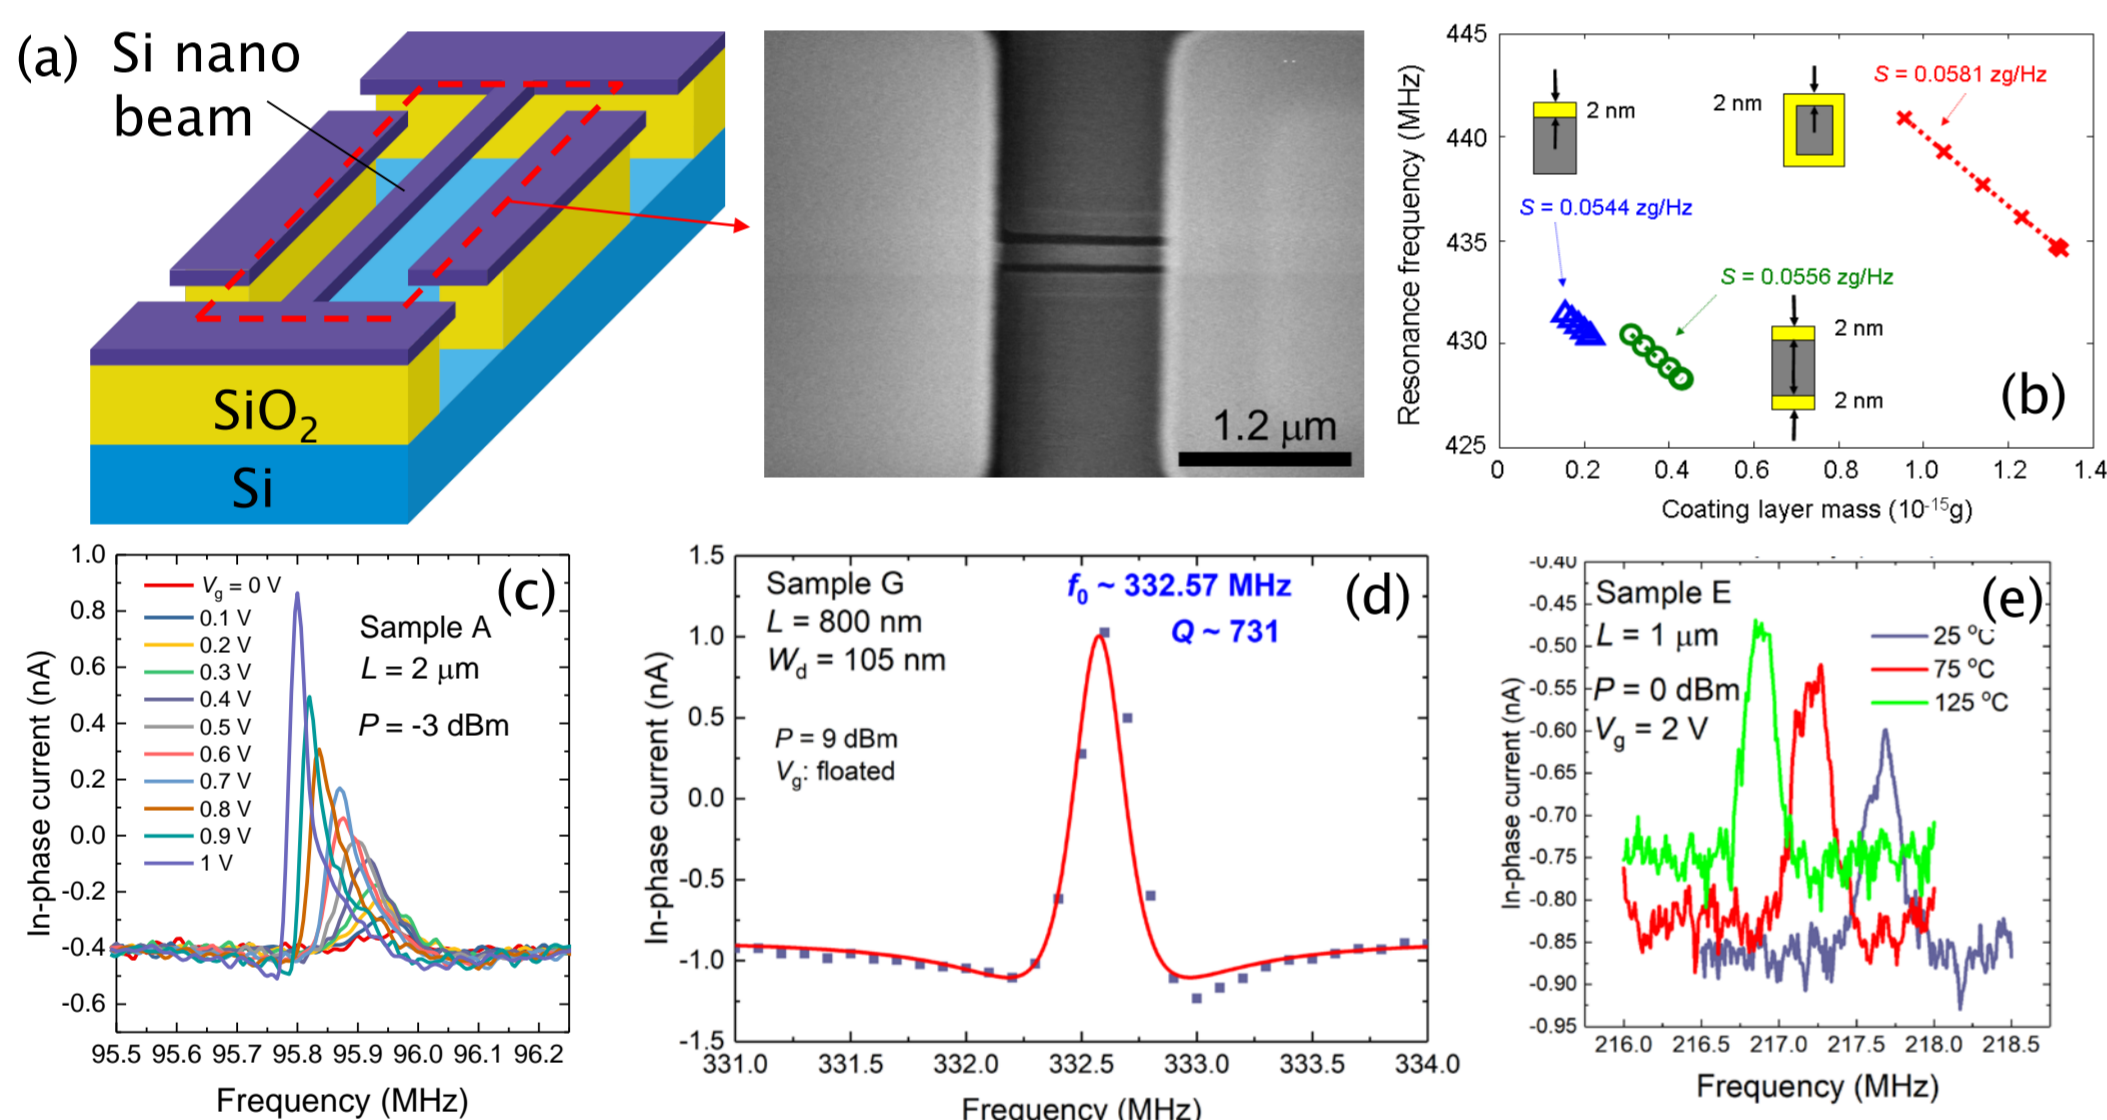 (a)
Si nano
beam
SiO2
Si
1.2 μm
Resonance frequency (MHz)
445
440
435
430
425
0 0.2 0.4 0.6 0.8 1.0 1.2 1.4
Coating layer mass (10-15g)
2 nm
2 nm
S = 0.0581 zg/Hz
S = 0.0544 zg/Hz
S = 0.0556 zg/Hz
2 nm
2 nm
(b)
In-phase current (nA)
1.0
0.8
0.6
0.4
0.2
0.0
-0.2
-0.4
-0.6
Vg = 0 V
0.1 V
0.2 V
0.3 V
0.4 V
0.5 V
0.6 V
0.7 V
0.8 V
0.9 V
1 V
(c)
Sample A
L = 2 μm
P = -3 dBm
95.5 95.6 95.7 95.8 95.9 96.0 96.1 96.2
Frequency (MHz)
In-phase current (nA)
1.5
1.0
0.5
0.0
-0.5
-1.0
-1.5
Sample G
L = 800 nm
Wd = 105 nm
P = 9 dBm
Vg: floated
f0 ~ 332.57 MHz
Q ~ 731
(d)
331.0 331.5 332.0 332.5 333.0 333.5 334.0
Frequency (MHz)
In-phase current (nA)
-0.40
-0.45
-0.50
-0.55
-0.60
-0.65
-0.70
-0.75
-0.80
-0.85
-0.90
-0.95
Sample E
L = 1 μm
P = 0 dBm
Vg = 2 V
(e)
25 oC
75 oC
125 oC
216.0 216.5 217.0 217.5 218.0 218.5
Frequency (MHz)